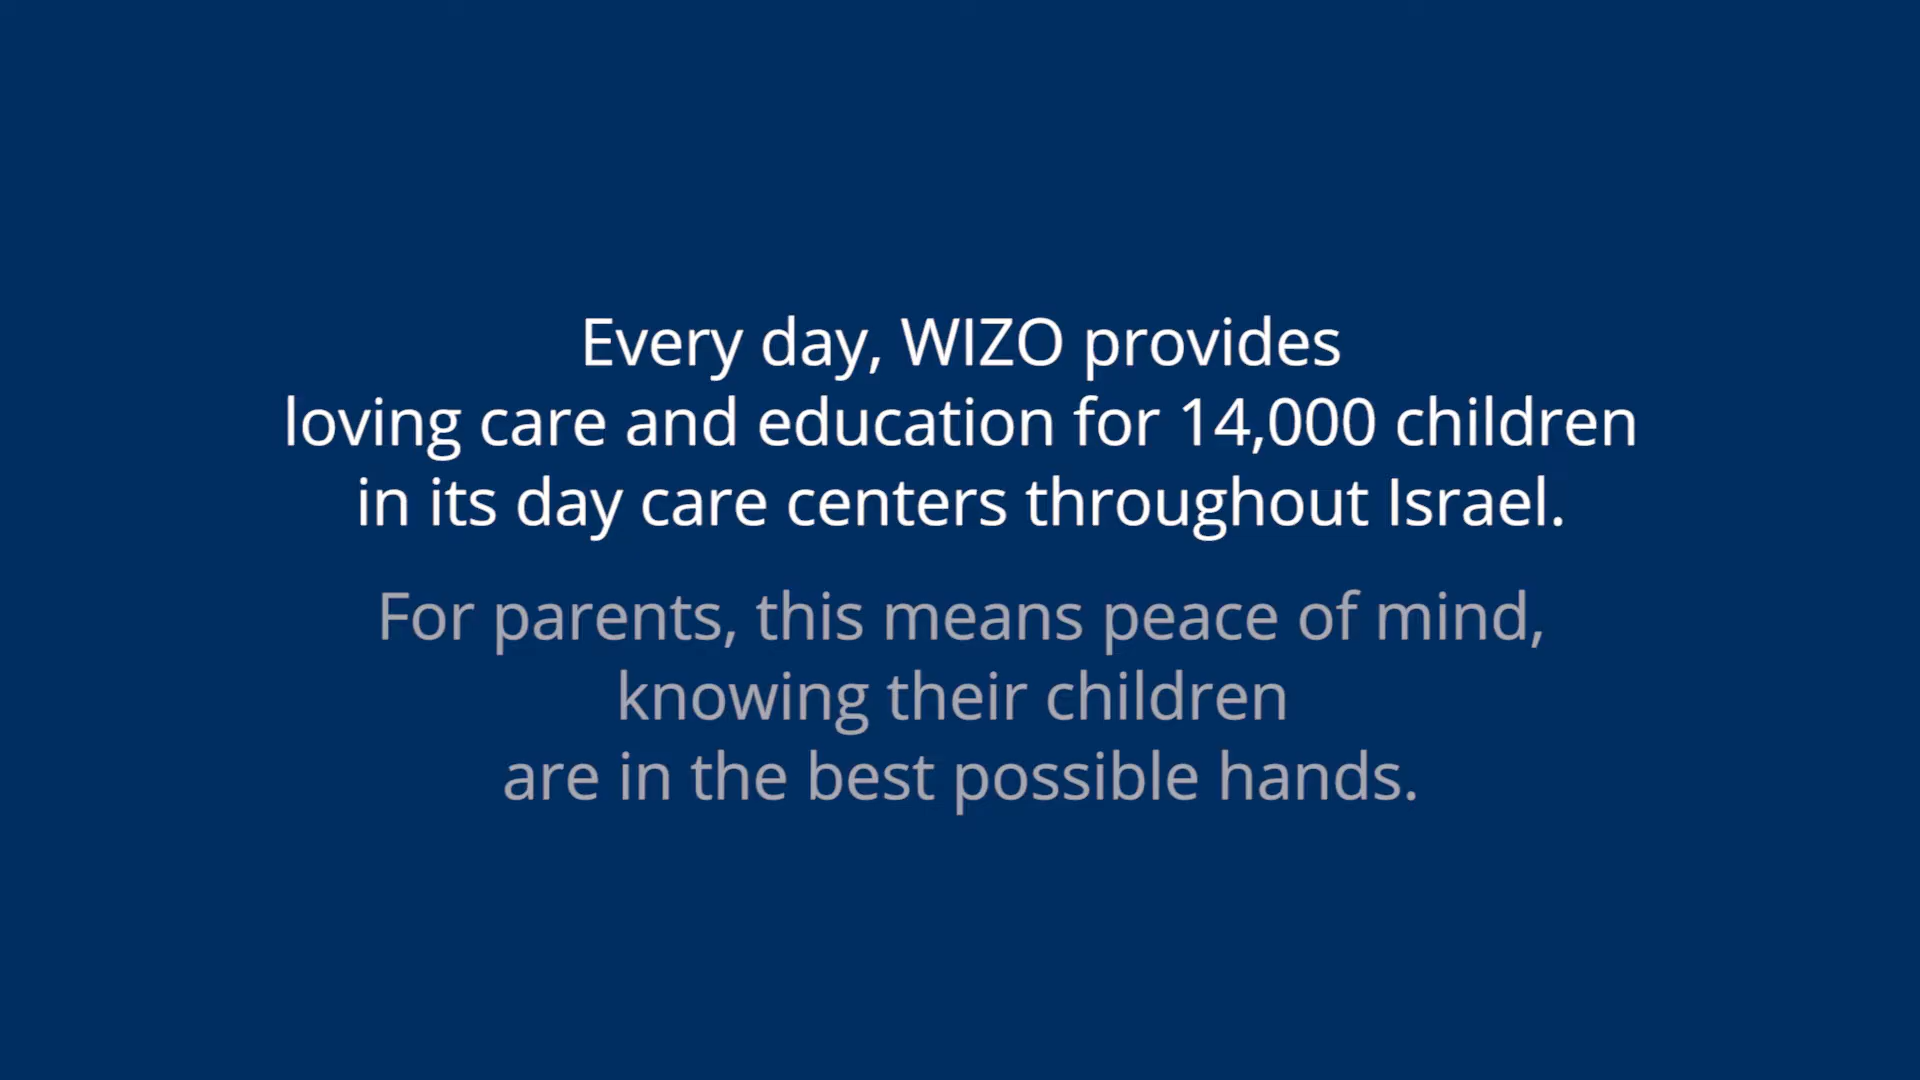 Every day, WIZO provides
loving care and education for 14,000 children
in its day care centers throughout Israel.
For parents, this means peace of mind,
knowing their children
are in the best possible hands.